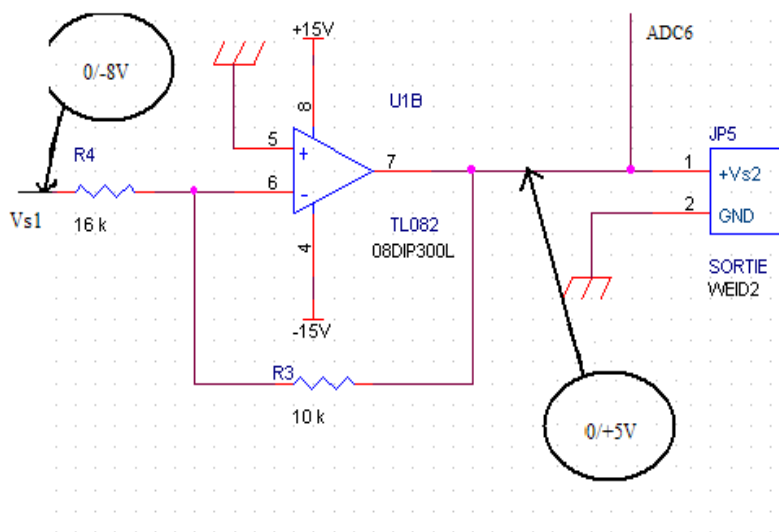 +15V
ADC6
0/-8V
8
U1B
JP5
R4
5
+
7
1
+Vs2
6
-
2
GND
Vs1
16 k
TL082
4
08DIP300L
SORTIE
WEID2
-15V
R3
10 k
0/+5V